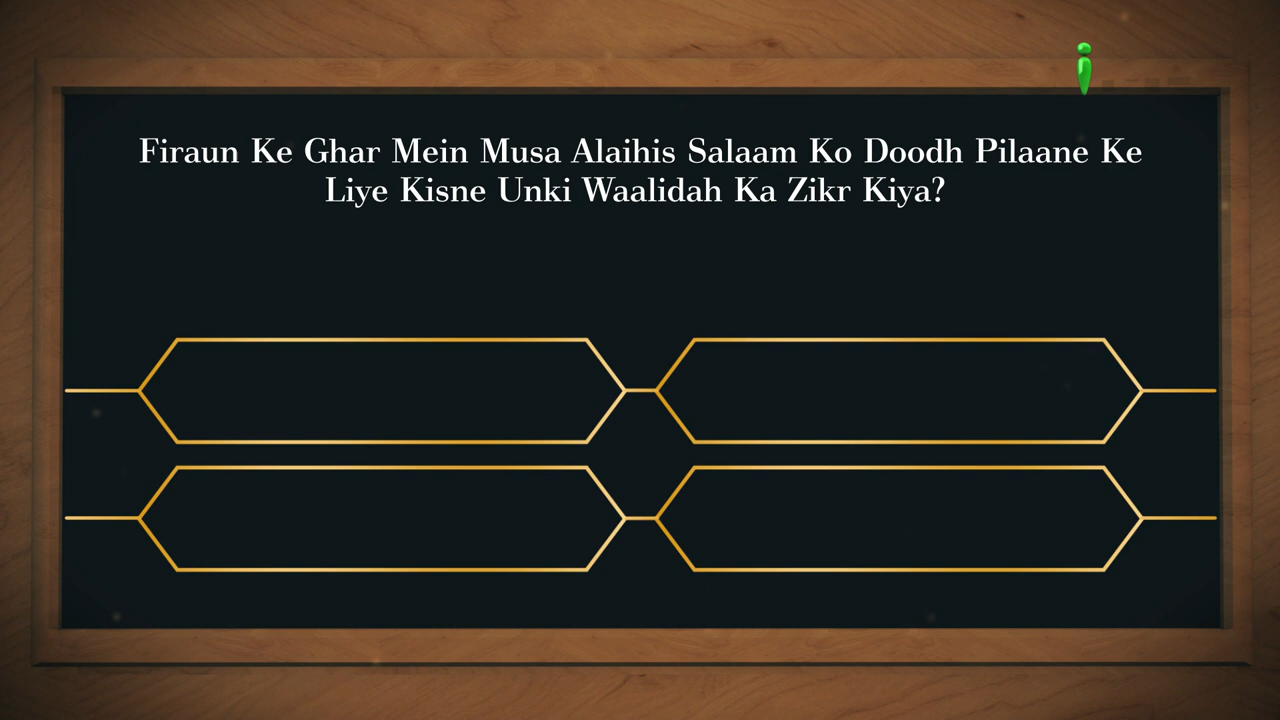 Firaun Ke Ghar Mein Musa Alaihis Salaam Ko Doodh Pilaane Ke
Liye Kisne Unki Waalidah Ka Zikr Kiya?